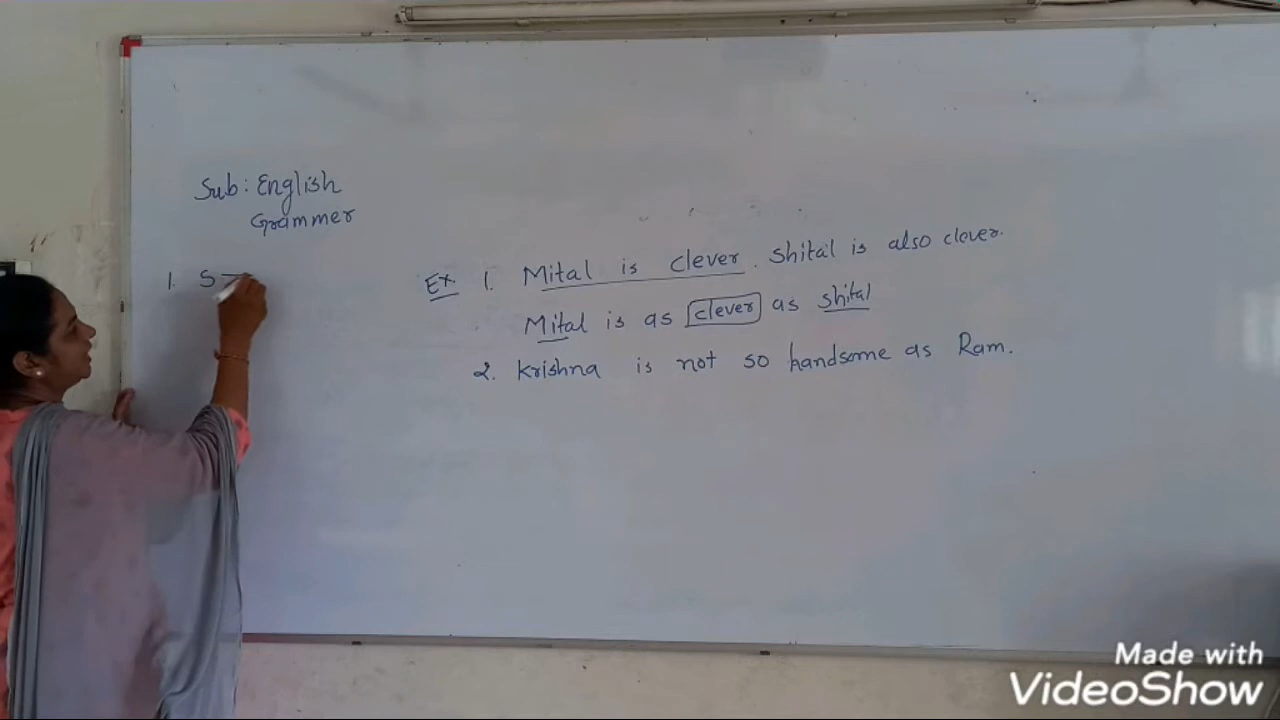 Sub: English
Grammer
1. S
Ex. 1. Mital is clever. Shital is also clever.
Mital is as clever as shital
2. Krishna is not so handsome as Ram.
Made with
VideoShow